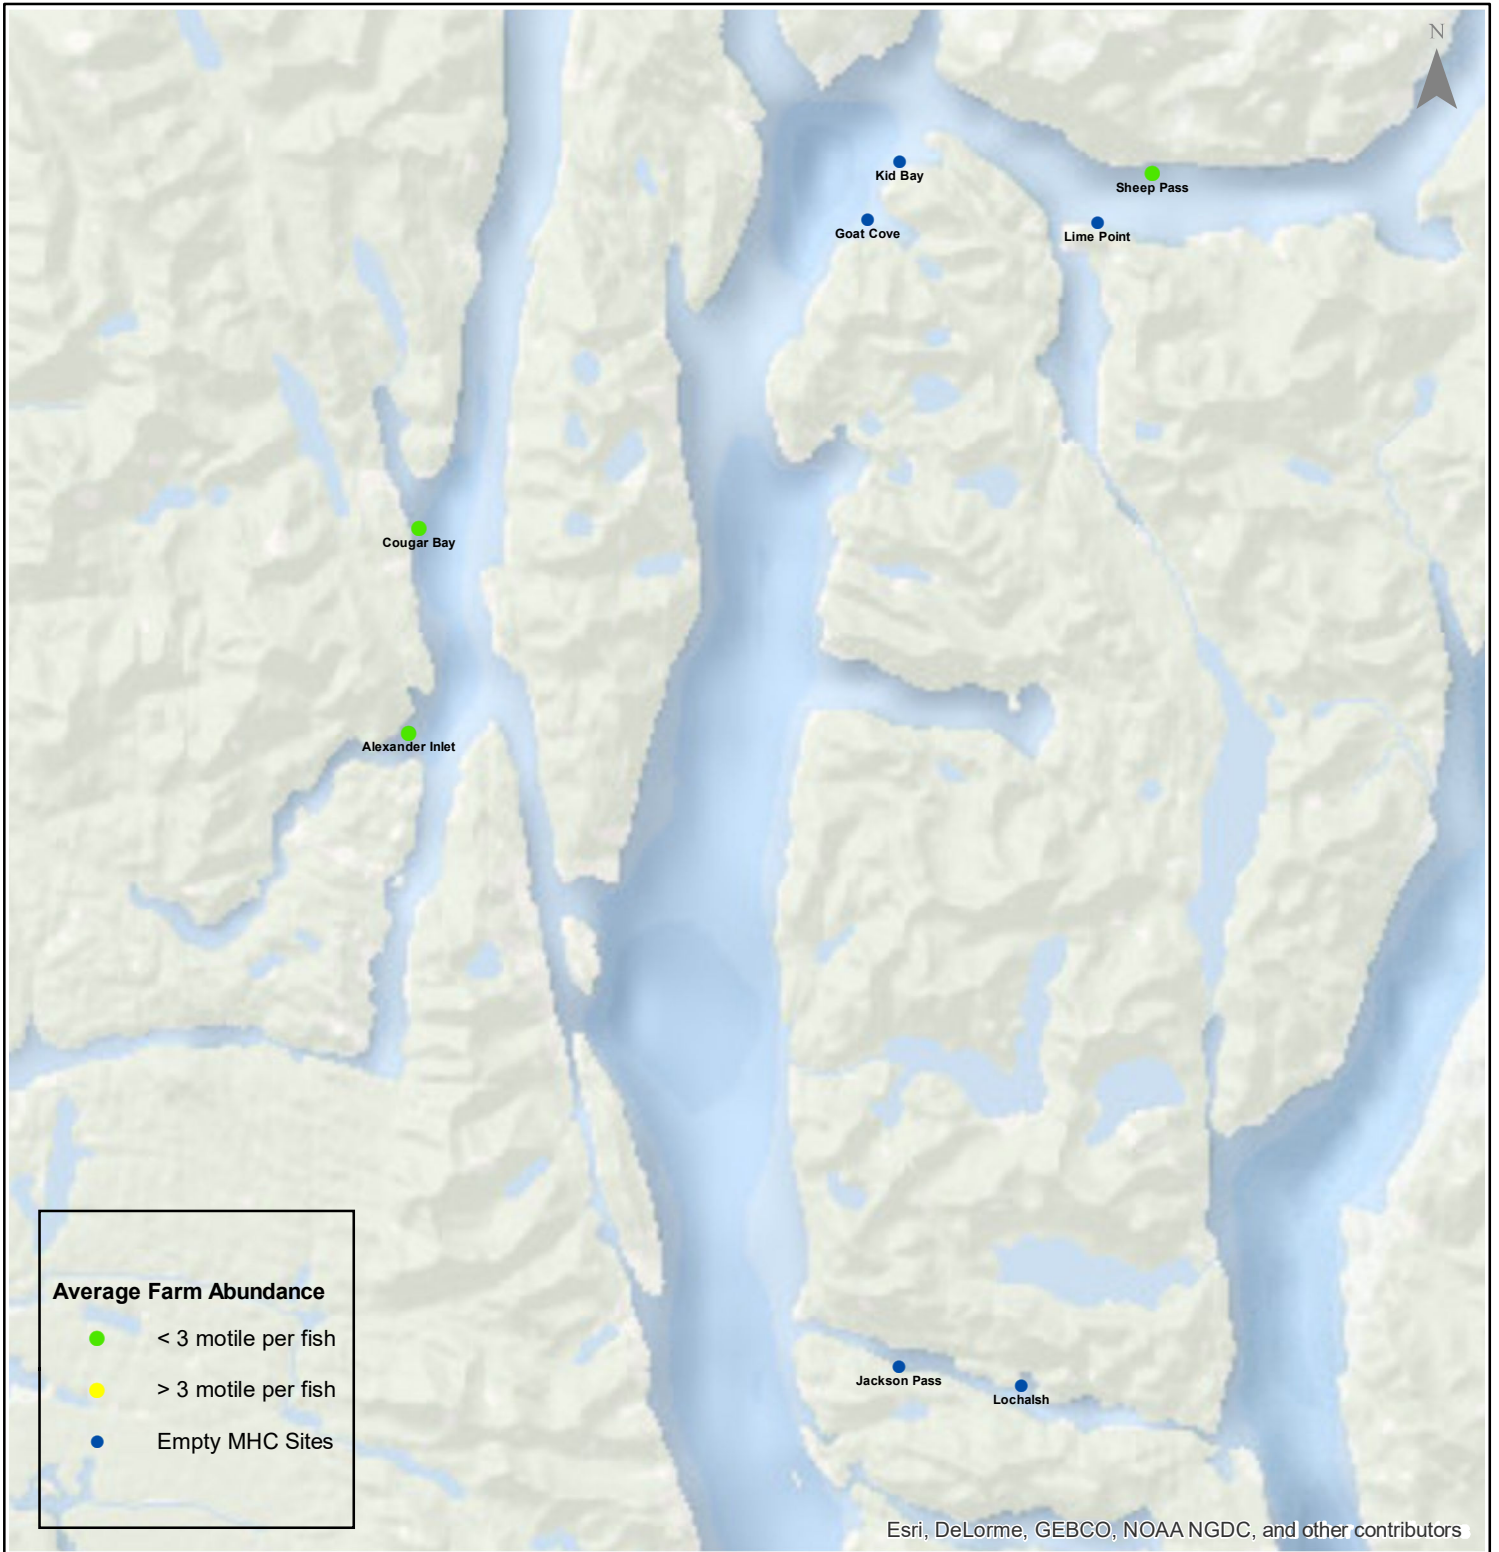 N
Kid Bay
Sheep Pass
Goat Cove
Lime Point
Cougar Bay
Alexander Inlet
Average Farm Abundance
< 3 motile per fish
> 3 motile per fish
Empty MHC Sites
Jackson Pass
Lochalsh
Esri, DeLorme, GEBCO, NOAA NGDC, and other contributors